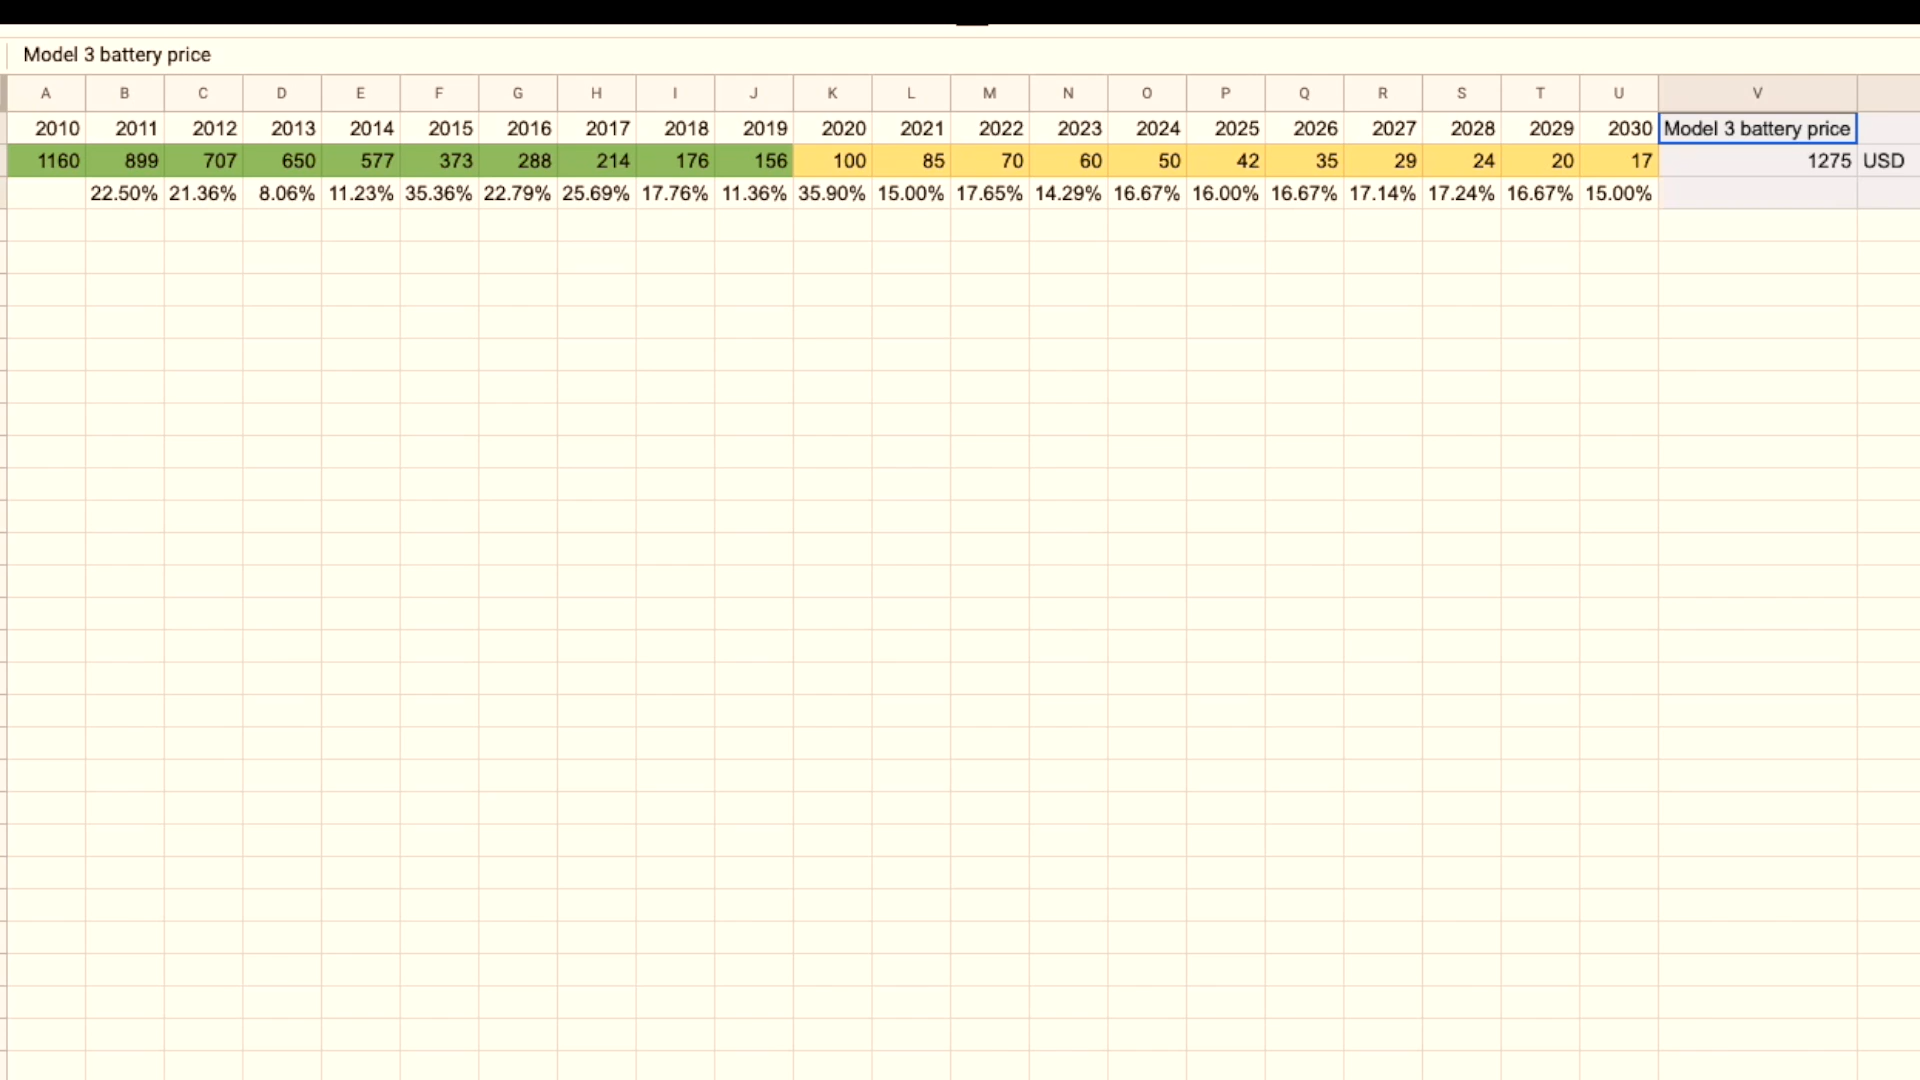 Model 3 battery price
A B C D E F G H I J K L M N O P Q R S T U V
2010 2011 2012 2013 2014 2015 2016 2017 2018 2019 2020 2021 2022 2023 2024 2025 2026 2027 2028 2029 2030 Model 3 battery price
1160 899 707 650 577 373 288 214 176 156 100 85 70 60 50 42 35 29 24 20 17 1275 USD
22.50% 21.36% 8.06% 11.23% 35.36% 22.79% 25.69% 17.76% 11.36% 35.90% 15.00% 17.65% 14.29% 16.67% 16.00% 16.67% 17.14% 17.24% 16.67% 15.00%